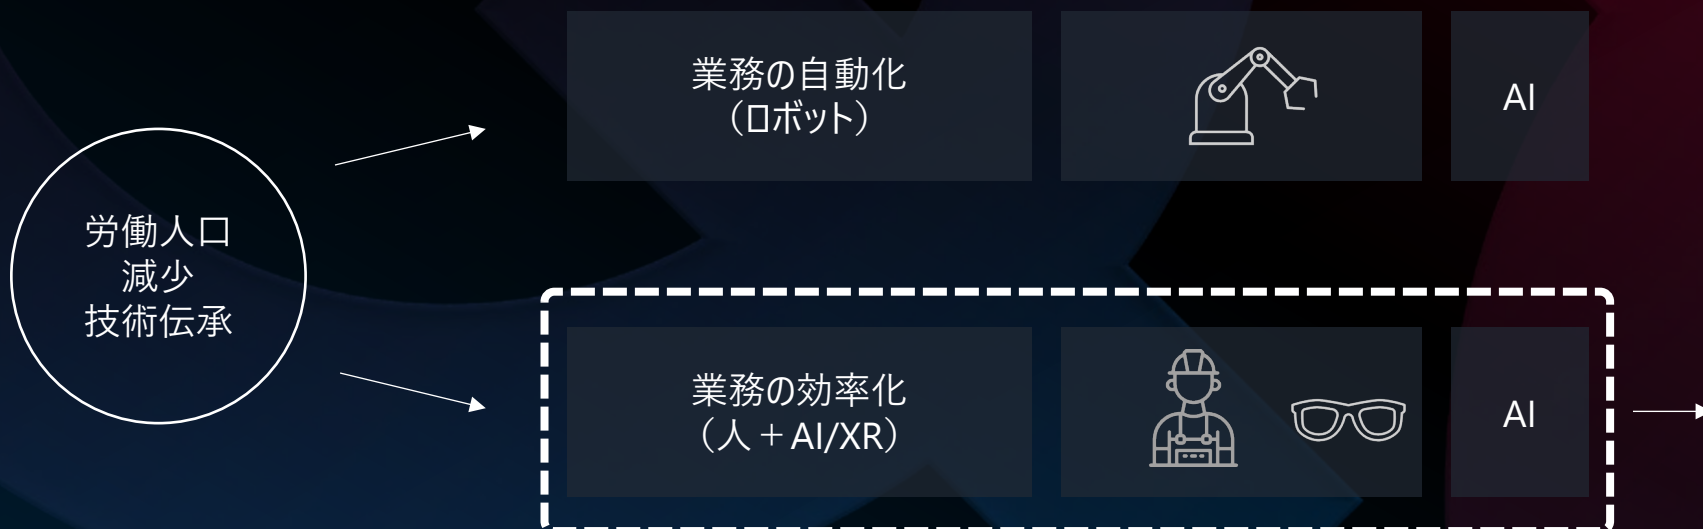 労働人口
減少
技術伝承
業務の自動化
（ロボット）
AI
業務の効率化
（人＋AI/XR）
AI